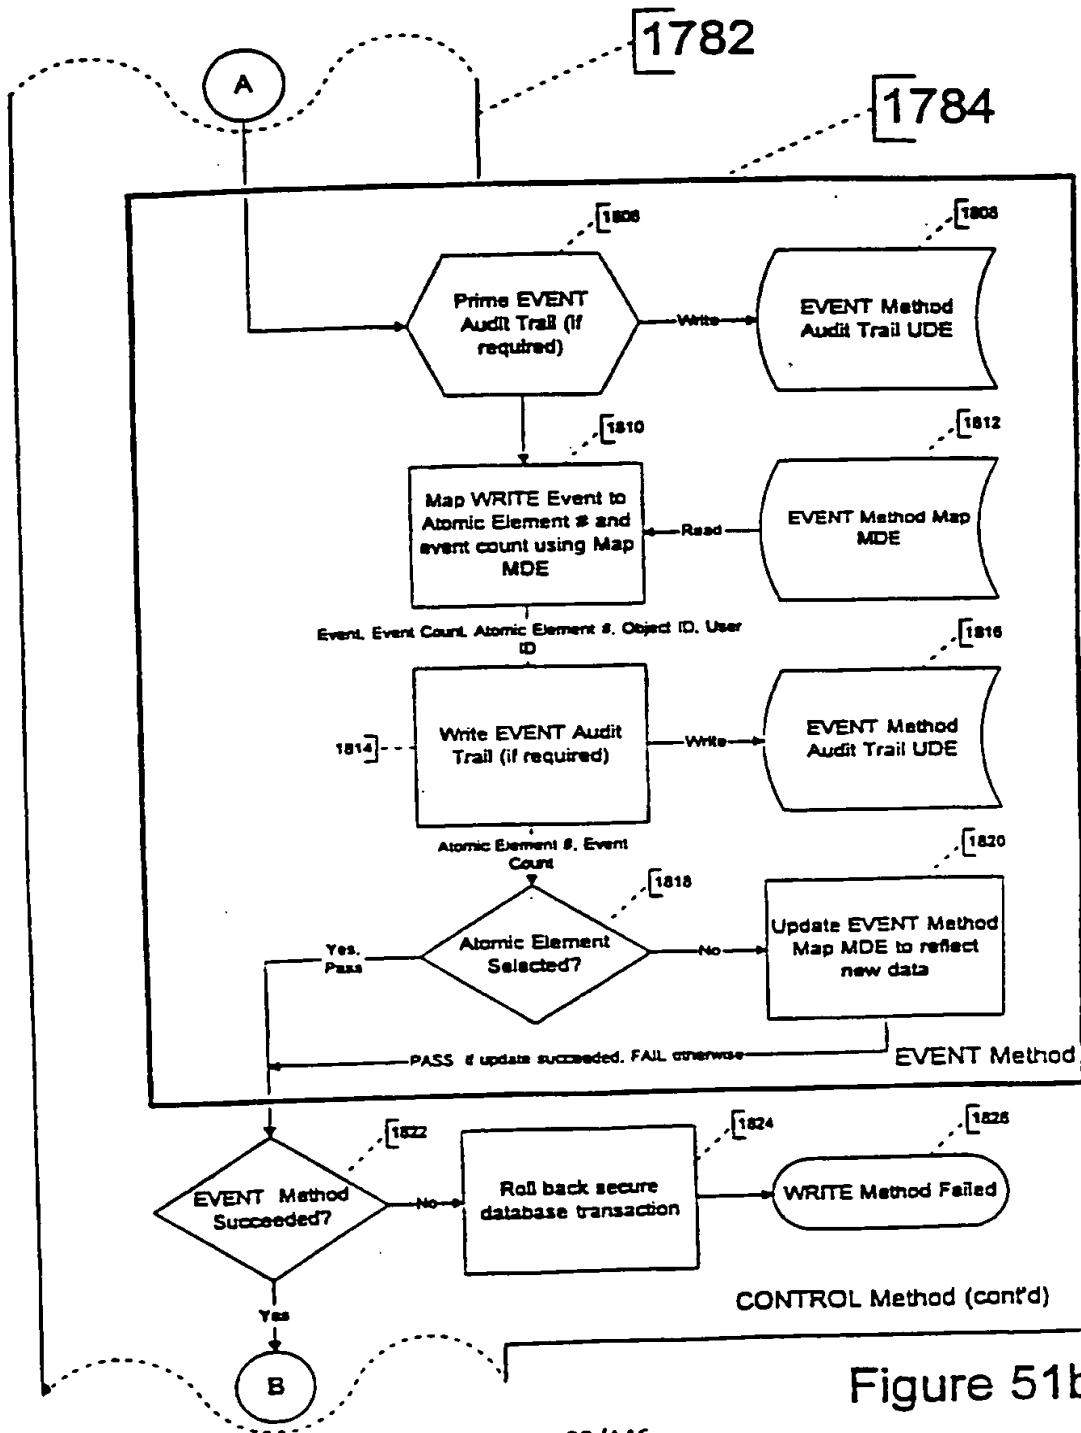 1782
A
1784
1806
1808
Prime EVENT
Audit Trail (if
required)
Write
EVENT Method
Audit Trail UDE
1810
1812
Map WRITE Event to
Atomic Element # and
event count using Map
MDE
Read
EVENT Method Map
MDE
Event, Event Count, Atomic Element #, Object ID, User
ID
1816
1814
Write EVENT Audit
Trail (if required)
Write
EVENT Method
Audit Trail UDE
Atomic Element #, Event
Count
1818
1820
Yes,
Pass
Atomic Element
Selected?
No
Update EVENT Method
Map MDE to reflect
new data
PASS if update succeeded, FAIL otherwise
EVENT Method
1822
1824
1826
EVENT Method
Succeeded?
No
Roll back secure
database transaction
WRITE Method Failed
Yes
CONTROL Method (cont'd)
B
Figure 51b